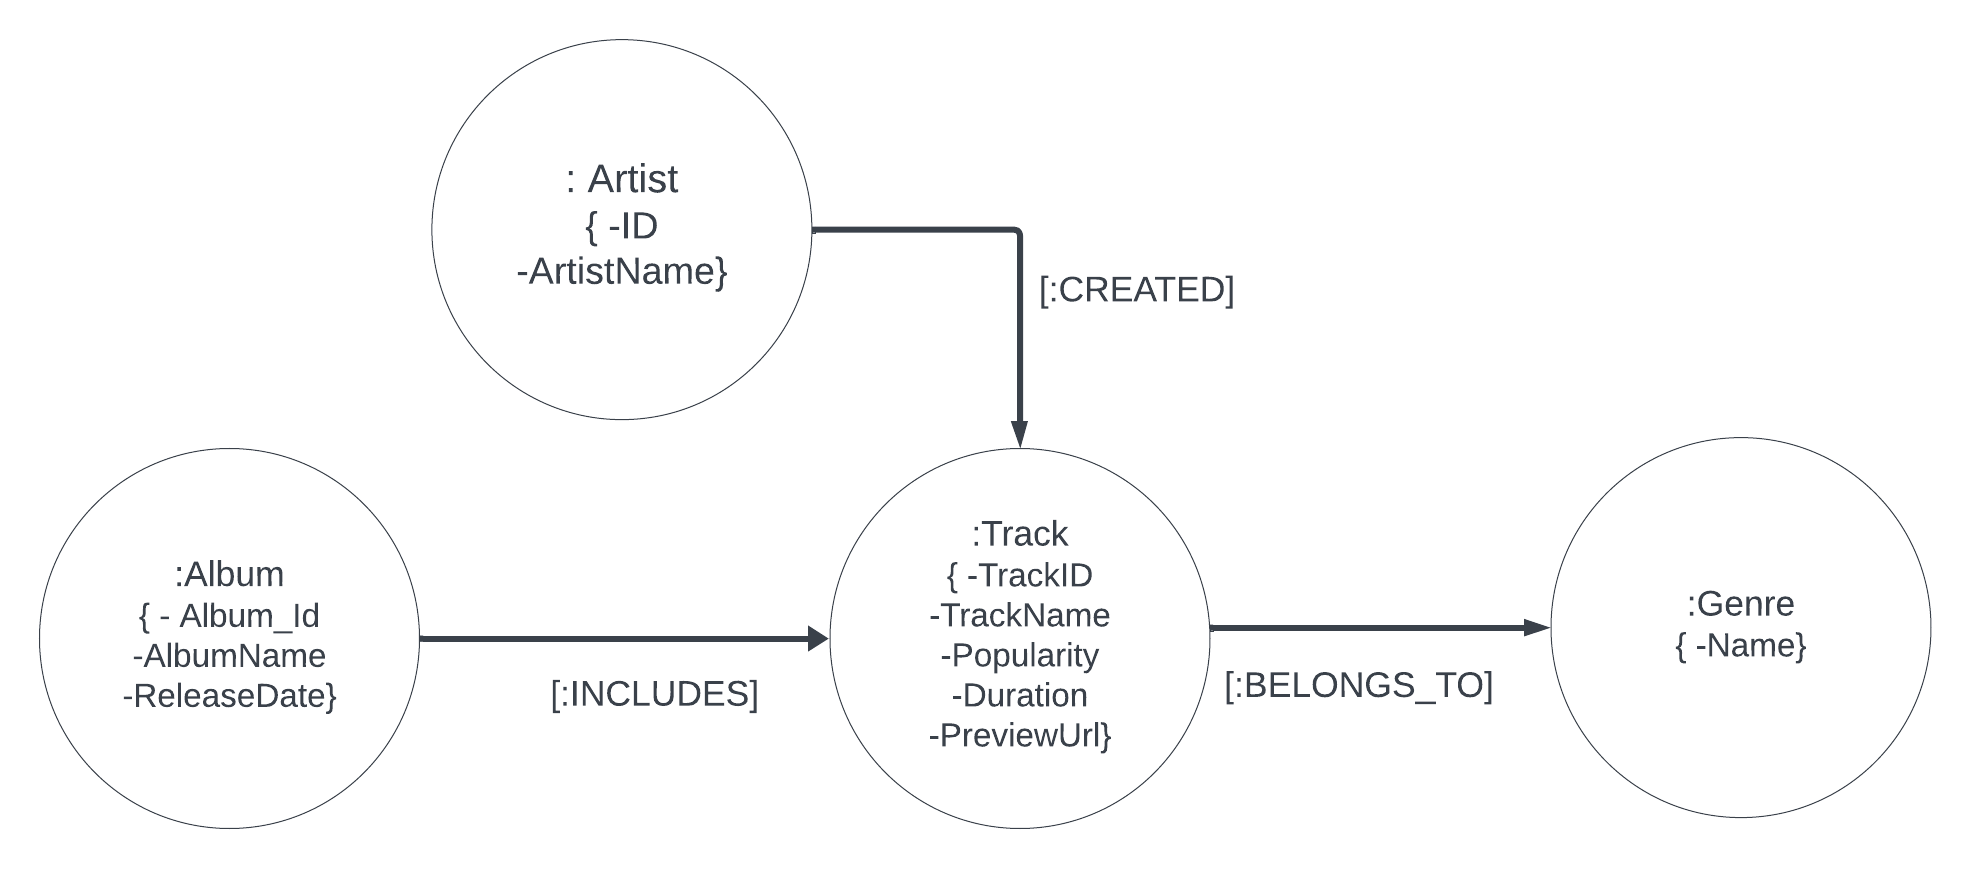 : Artist
{ -ID
-ArtistName}
[:CREATED]
:Album
{ - Album_Id
-AlbumName
-ReleaseDate}
[:INCLUDES]
:Track
{ -TrackID
-TrackName
-Popularity
-Duration
-PreviewUrl}
[:BELONGS_TO]
:Genre
{ -Name}